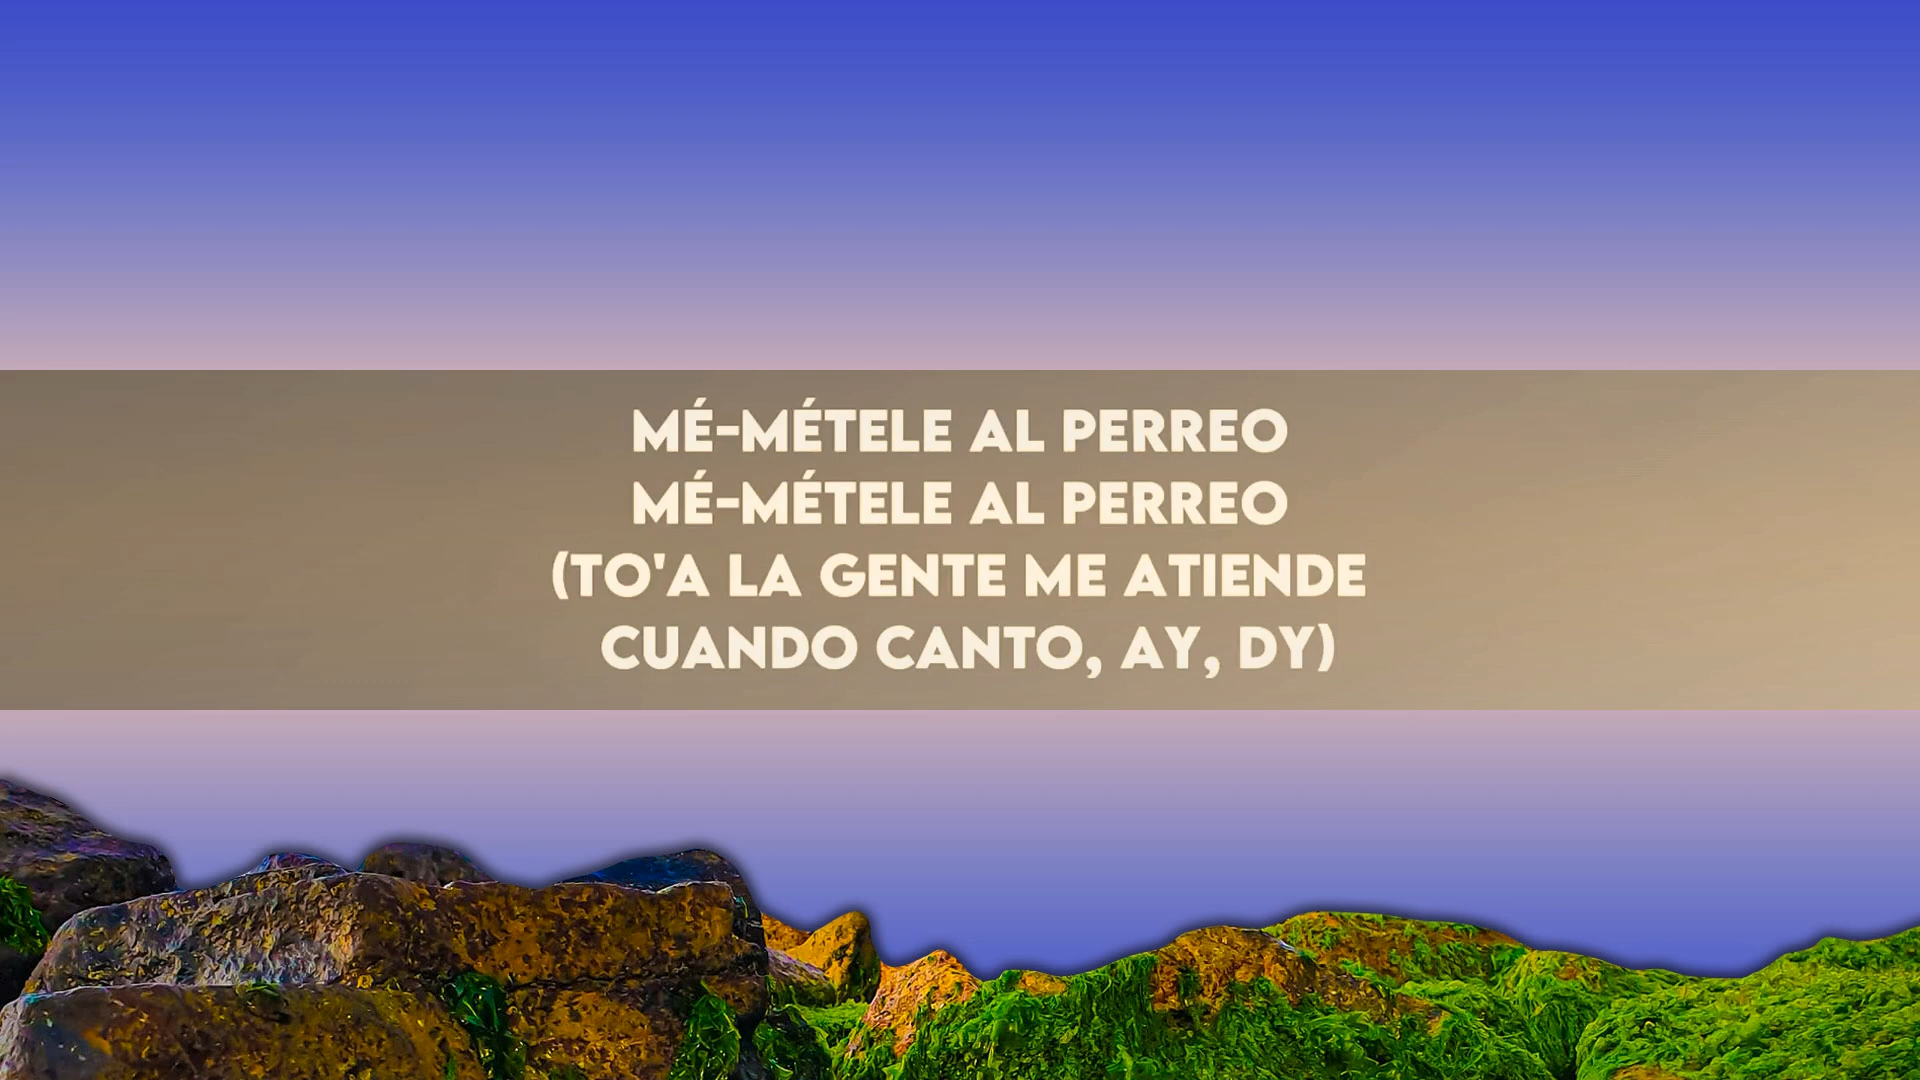 MÉ-MÉTELE AL PERREO
MÉ-MÉTELE AL PERREO
(TO'A LA GENTE ME ATIENDE
CUANDO CANTO, AY, DY)